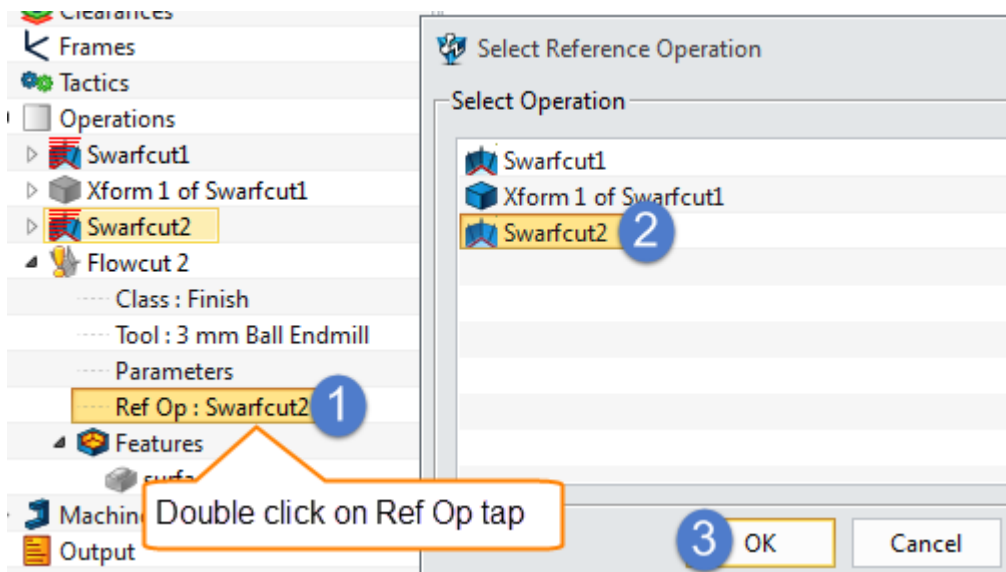 Clearances
Frames
Tactics
Operations
Swarfcut1
Xform 1 of Swarfcut1
Swarfcut2
Flowcut 2
Class : Finish
Tool : 3 mm Ball Endmill
Parameters
Ref Op : Swarfcut2
1
Features
surfa
Machin
Output
Double click on Ref Op tap
Select Reference Operation
Select Operation
Swarfcut1
Xform 1 of Swarfcut1
Swarfcut2
2
3
OK
Cancel